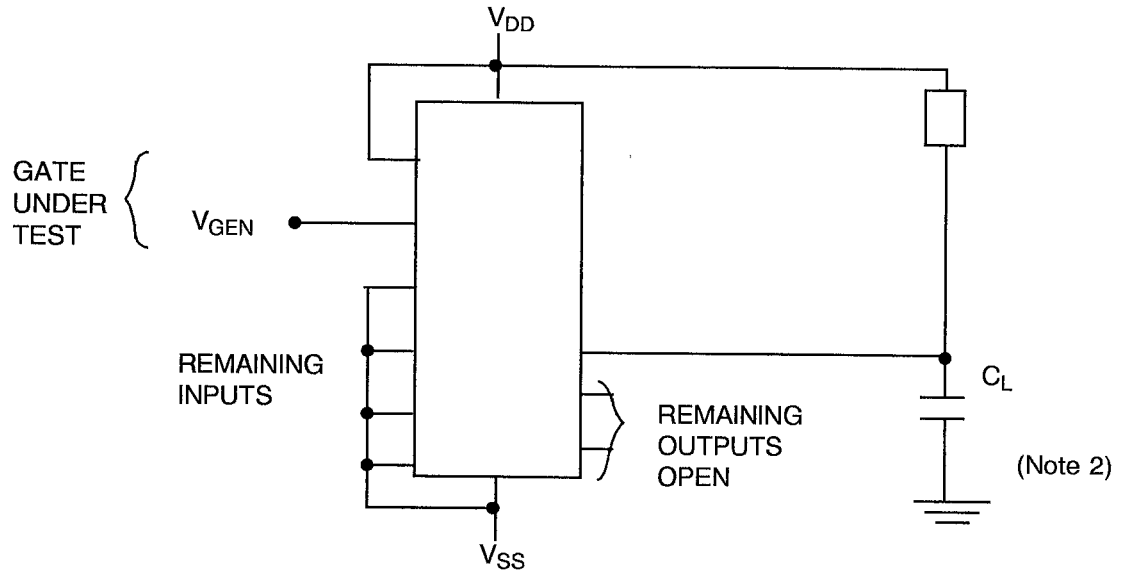 VDD
GATE
UNDER
TEST
VGEN
REMAINING
INPUTS
CL
REMAINING
OUTPUTS
OPEN
(Note 2)
VSS